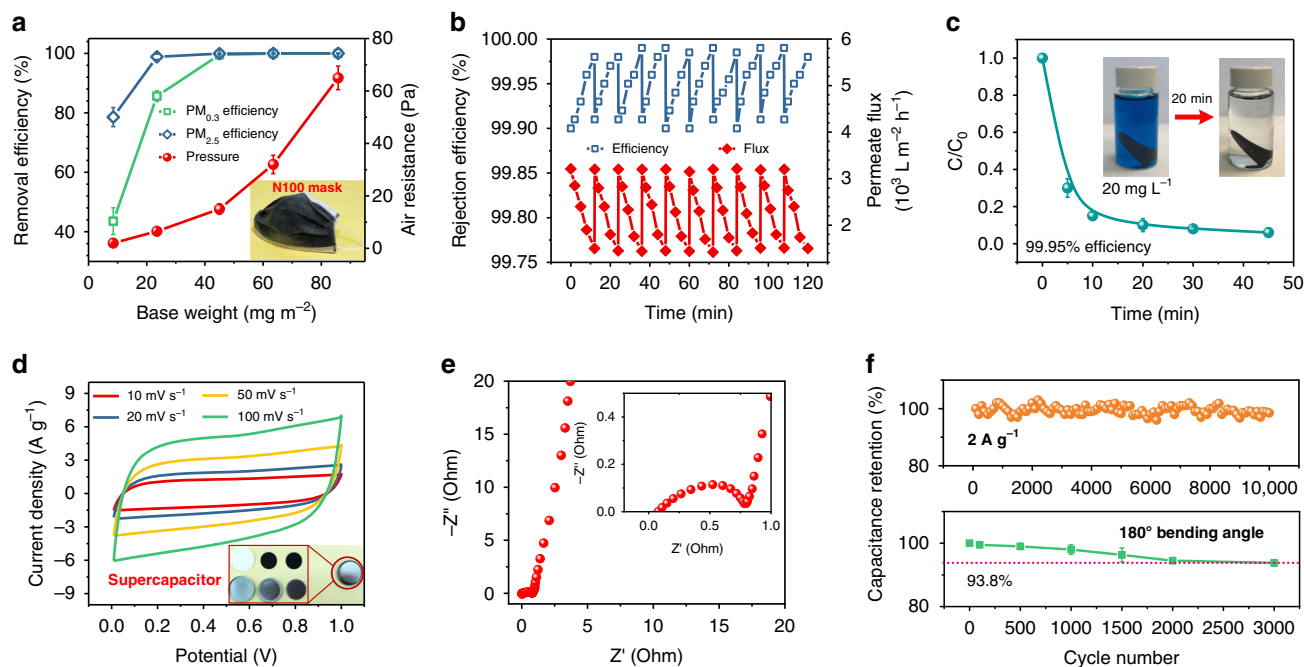 a
Removal efficiency (%)
100
80
60
40
PM0.3 efficiency
PM2.5 efficiency
Pressure
N100 mask
80
60
40
20
0
Air resistance (Pa)
0 20 40 60 80
Base weight (mg m−2)
b
Rejection efficiency (%)
100.00
99.95
99.90
99.85
99.80
99.75
Efficiency
Flux
6
5
4
3
2
Permeate flux
(10³ L m−2 h−1)
0 20 40 60 80 100 120
Time (min)
c
C/C0
1.0
0.8
0.6
0.4
0.2
0.0
20 min
20 mg L−1
99.95% efficiency
0 10 20 30 40 50
Time (min)
d
Current density (A g−1)
9
6
3
0
−3
−6
−9
10 mV s−1
50 mV s−1
20 mV s−1
100 mV s−1
Supercapacitor
0.0 0.2 0.4 0.6 0.8 1.0
Potential (V)
e
−Z″ (Ohm)
20
15
10
5
0
−Z″ (Ohm)
0.4
0.2
0.0
0.0 0.5 1.0
Z′ (Ohm)
0 5 10 15 20
Z′ (Ohm)
f
Capacitance retention (%)
100
80
2 A g−1
0 2000 4000 6000 8000 10,000
180° bending angle
100
80
93.8%
0 500 1000 1500 2000 2500 3000
Cycle number